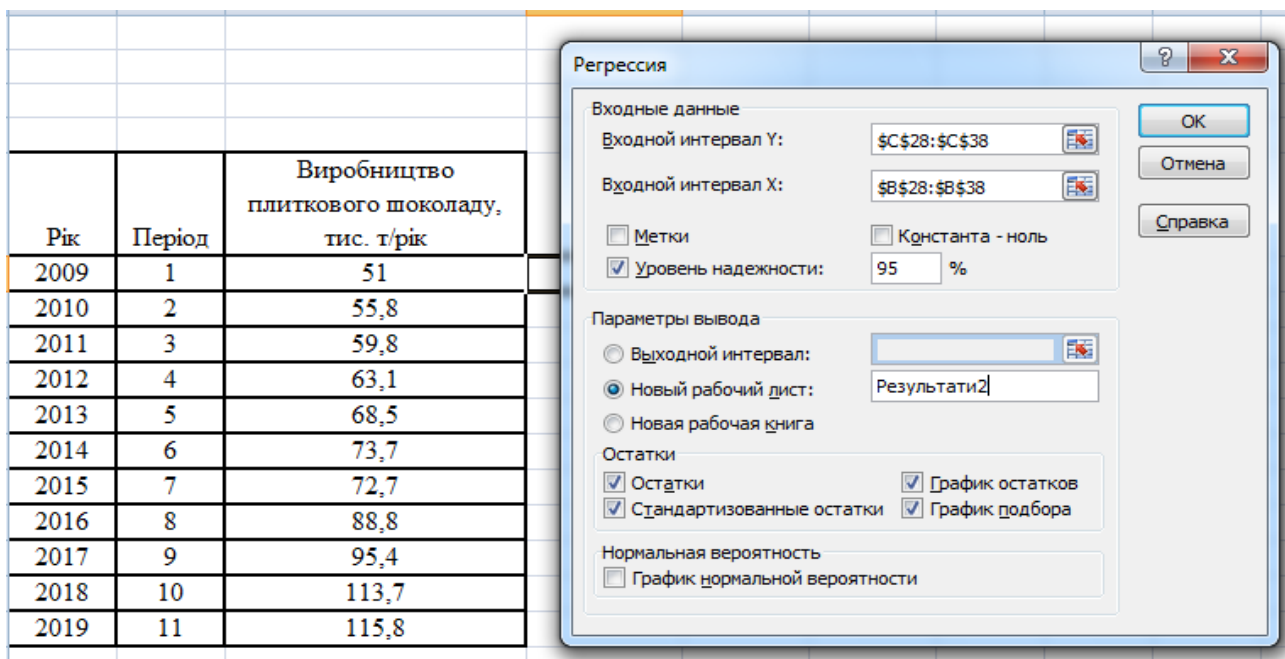 Рік Період Виробництво
плиткового шоколаду,
тис. т/рік
2009 1 51
2010 2 55,8
2011 3 59,8
2012 4 63,1
2013 5 68,5
2014 6 73,7
2015 7 72,7
2016 8 88,8
2017 9 95,4
2018 10 113,7
2019 11 115,8
Регрессия
?
X
Входные данные
Входной интервал Y: $C$28:$C$38
Входной интервал X: $B$28:$B$38
Метки Константа - ноль
Уровень надежности: 95 %
Параметры вывода
Выходной интервал:
Новый рабочий лист: Результати2
Новая рабочая книга
Остатки
Остатки График остатков
Стандартизованные остатки График подбора
Нормальная вероятность
График нормальной вероятности
ОК
Отмена
Справка